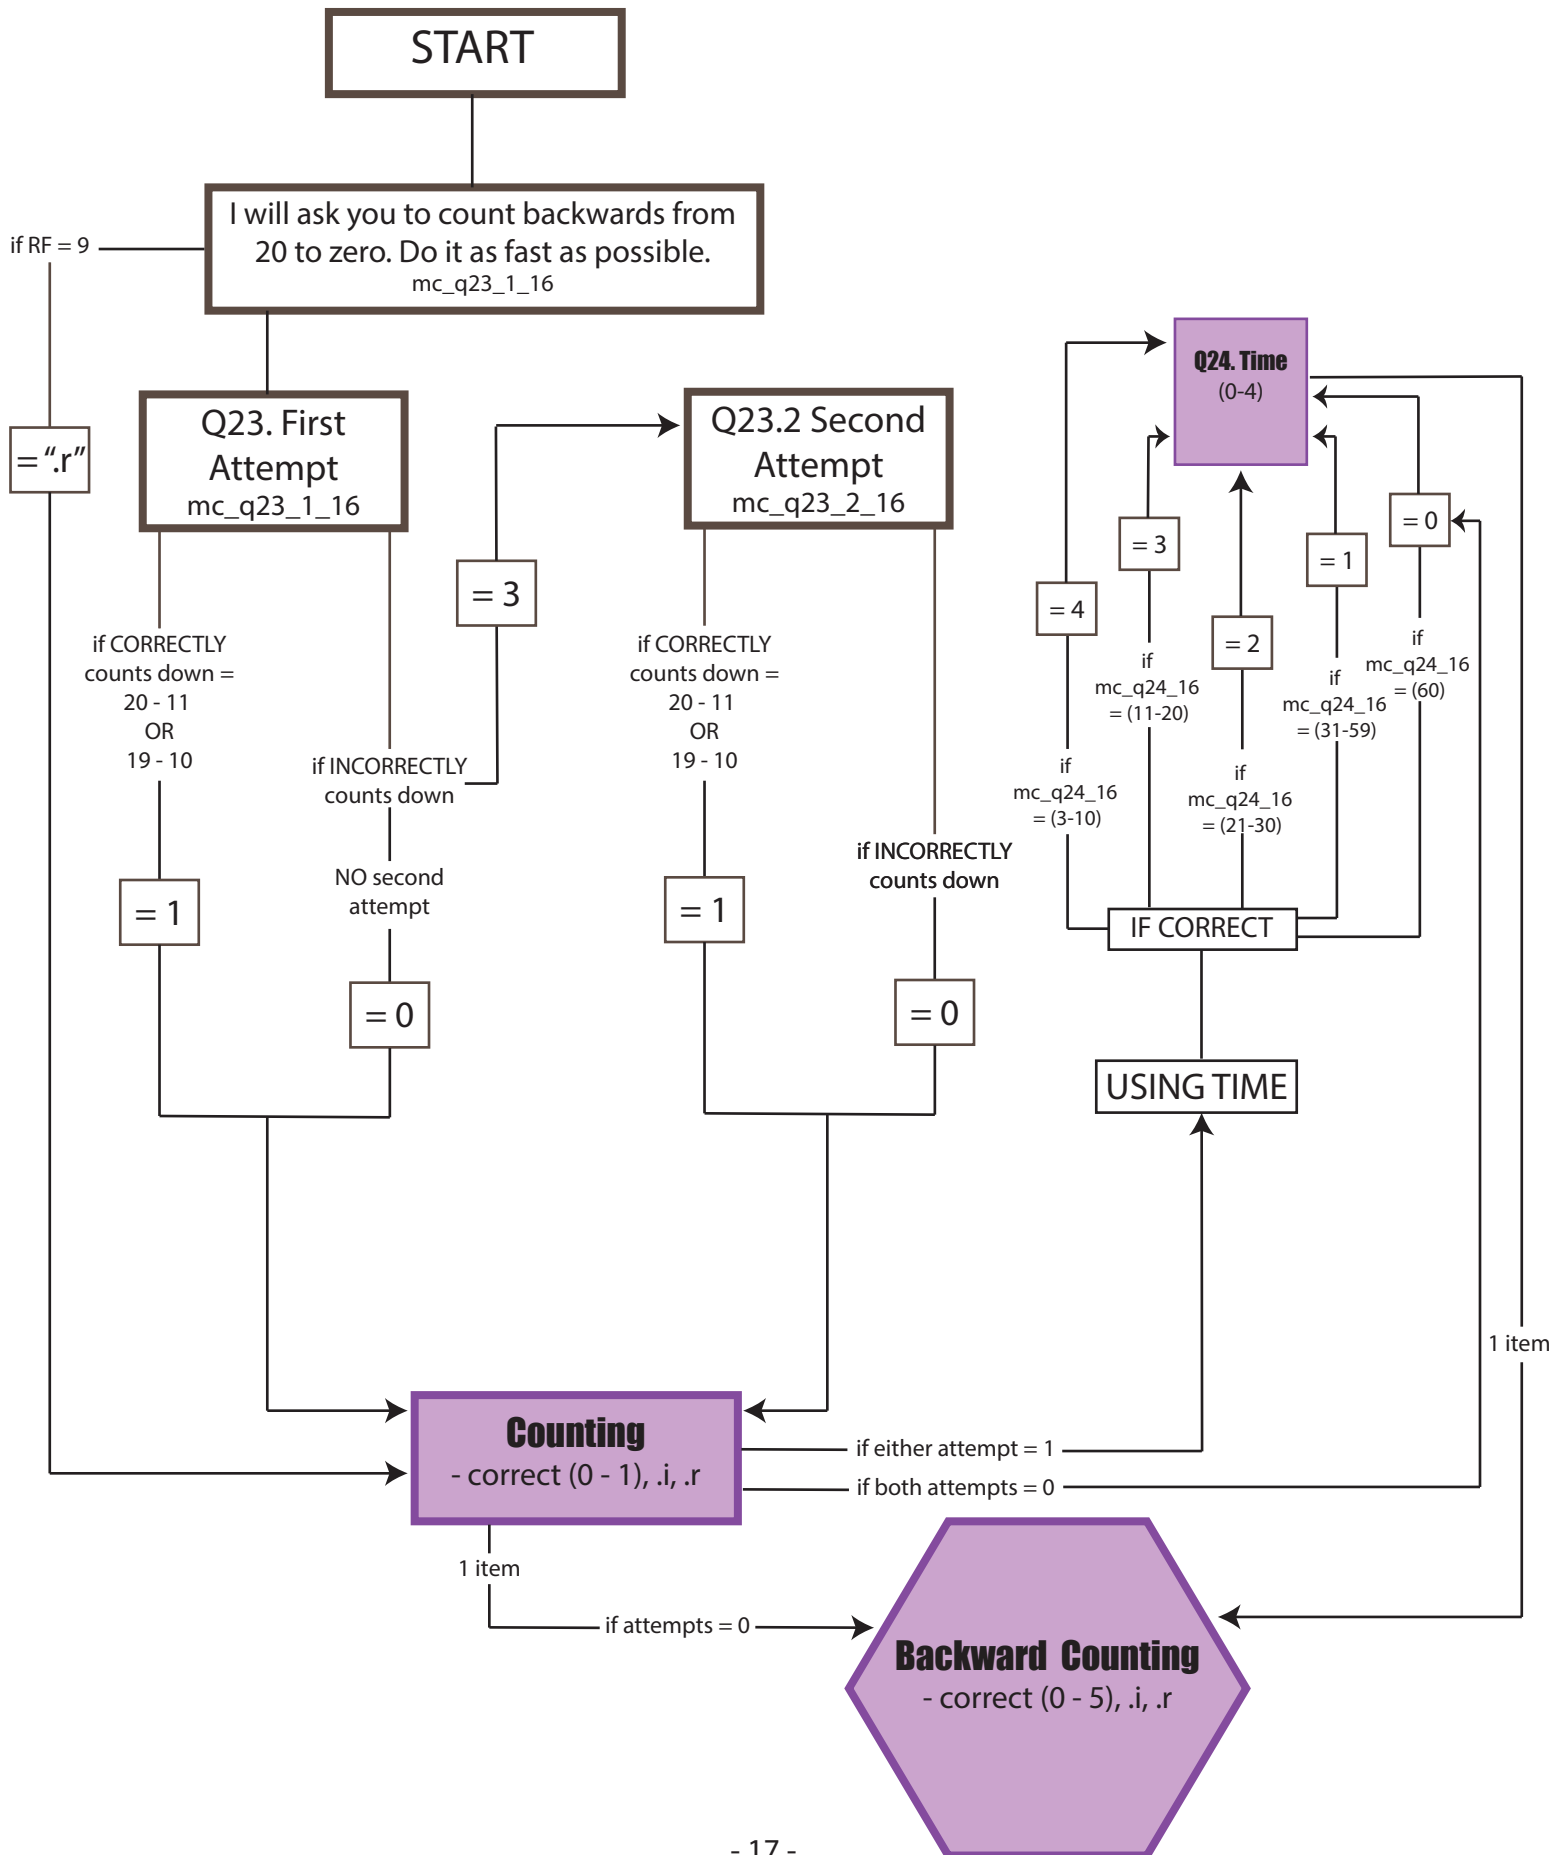 START
I will ask you to count backwards from
20 to zero. Do it as fast as possible.
mc_q23_1_16
if RF = 9
= “.r”
Q23. First
Attempt
mc_q23_1_16
Q23.2 Second
Attempt
mc_q23_2_16
= 3
if CORRECTLY
counts down =
20 - 11
OR
19 - 10
if INCORRECTLY
counts down
NO second
attempt
= 1
= 0
if CORRECTLY
counts down =
20 - 11
OR
19 - 10
if INCORRECTLY
counts down
= 1
= 0
Q24. Time
(0-4)
= 4
= 3
= 2
= 1
= 0
if
mc_q24_16
= (3-10)
if
mc_q24_16
= (11-20)
if
mc_q24_16
= (21-30)
if
mc_q24_16
= (31-59)
if
mc_q24_16
= (60)
IF CORRECT
USING TIME
1 item
Counting
- correct (0 - 1), .i, .r
if either attempt = 1
if both attempts = 0
1 item
if attempts = 0
Backward Counting
- correct (0 - 5), .i, .r
- 17 -